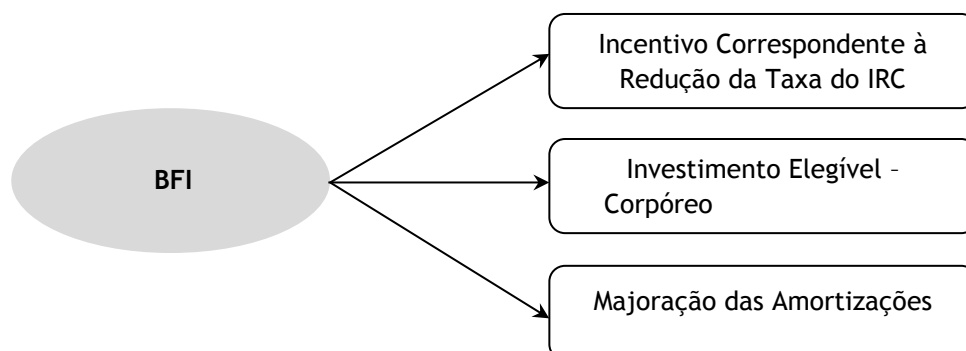 Incentivo Correspondente à
Redução da Taxa do IRC
BFI
Investimento Elegível –
Corpóreo
Majoração das Amortizações